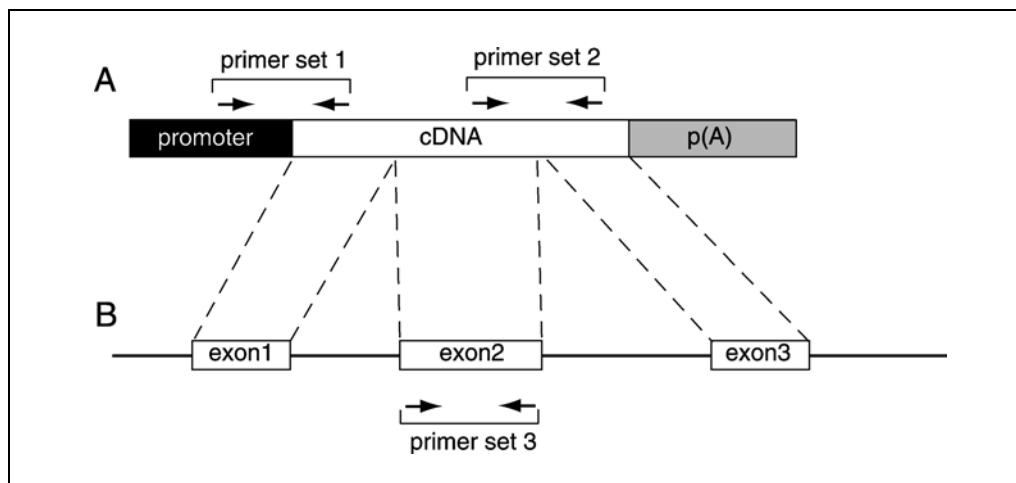 primer set 1
primer set 2
A
promoter
cDNA
p(A)
B
exon1
exon2
exon3
primer set 3